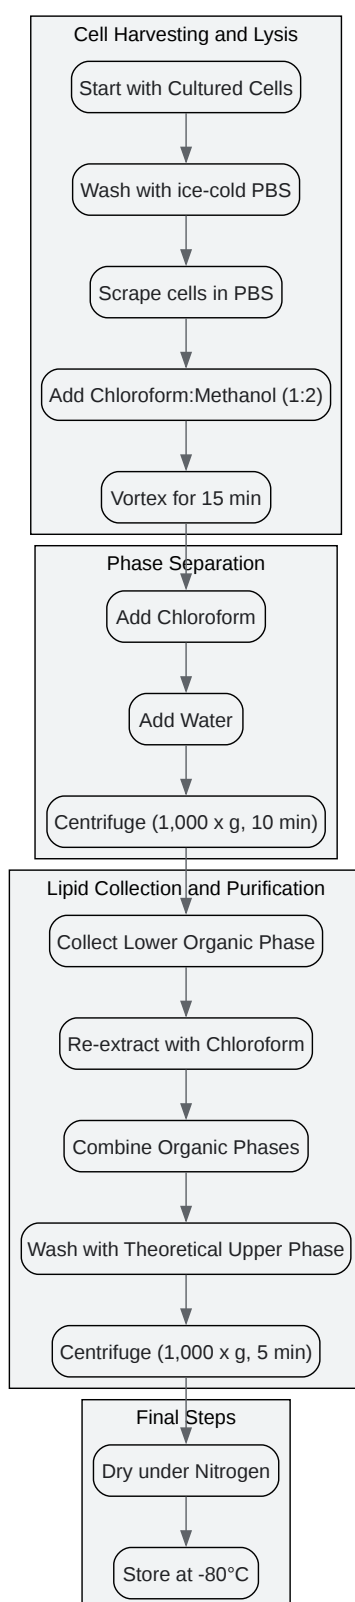 Cell Harvesting and Lysis
Start with Cultured Cells
Wash with ice-cold PBS
Scrape cells in PBS
Add Chloroform:Methanol (1:2)
Vortex for 15 min
Phase Separation
Add Chloroform
Add Water
Centrifuge (1,000 x g, 10 min)
Lipid Collection and Purification
Collect Lower Organic Phase
Re-extract with Chloroform
Combine Organic Phases
Wash with Theoretical Upper Phase
Centrifuge (1,000 x g, 5 min)
Final Steps
Dry under Nitrogen
Store at -80°C